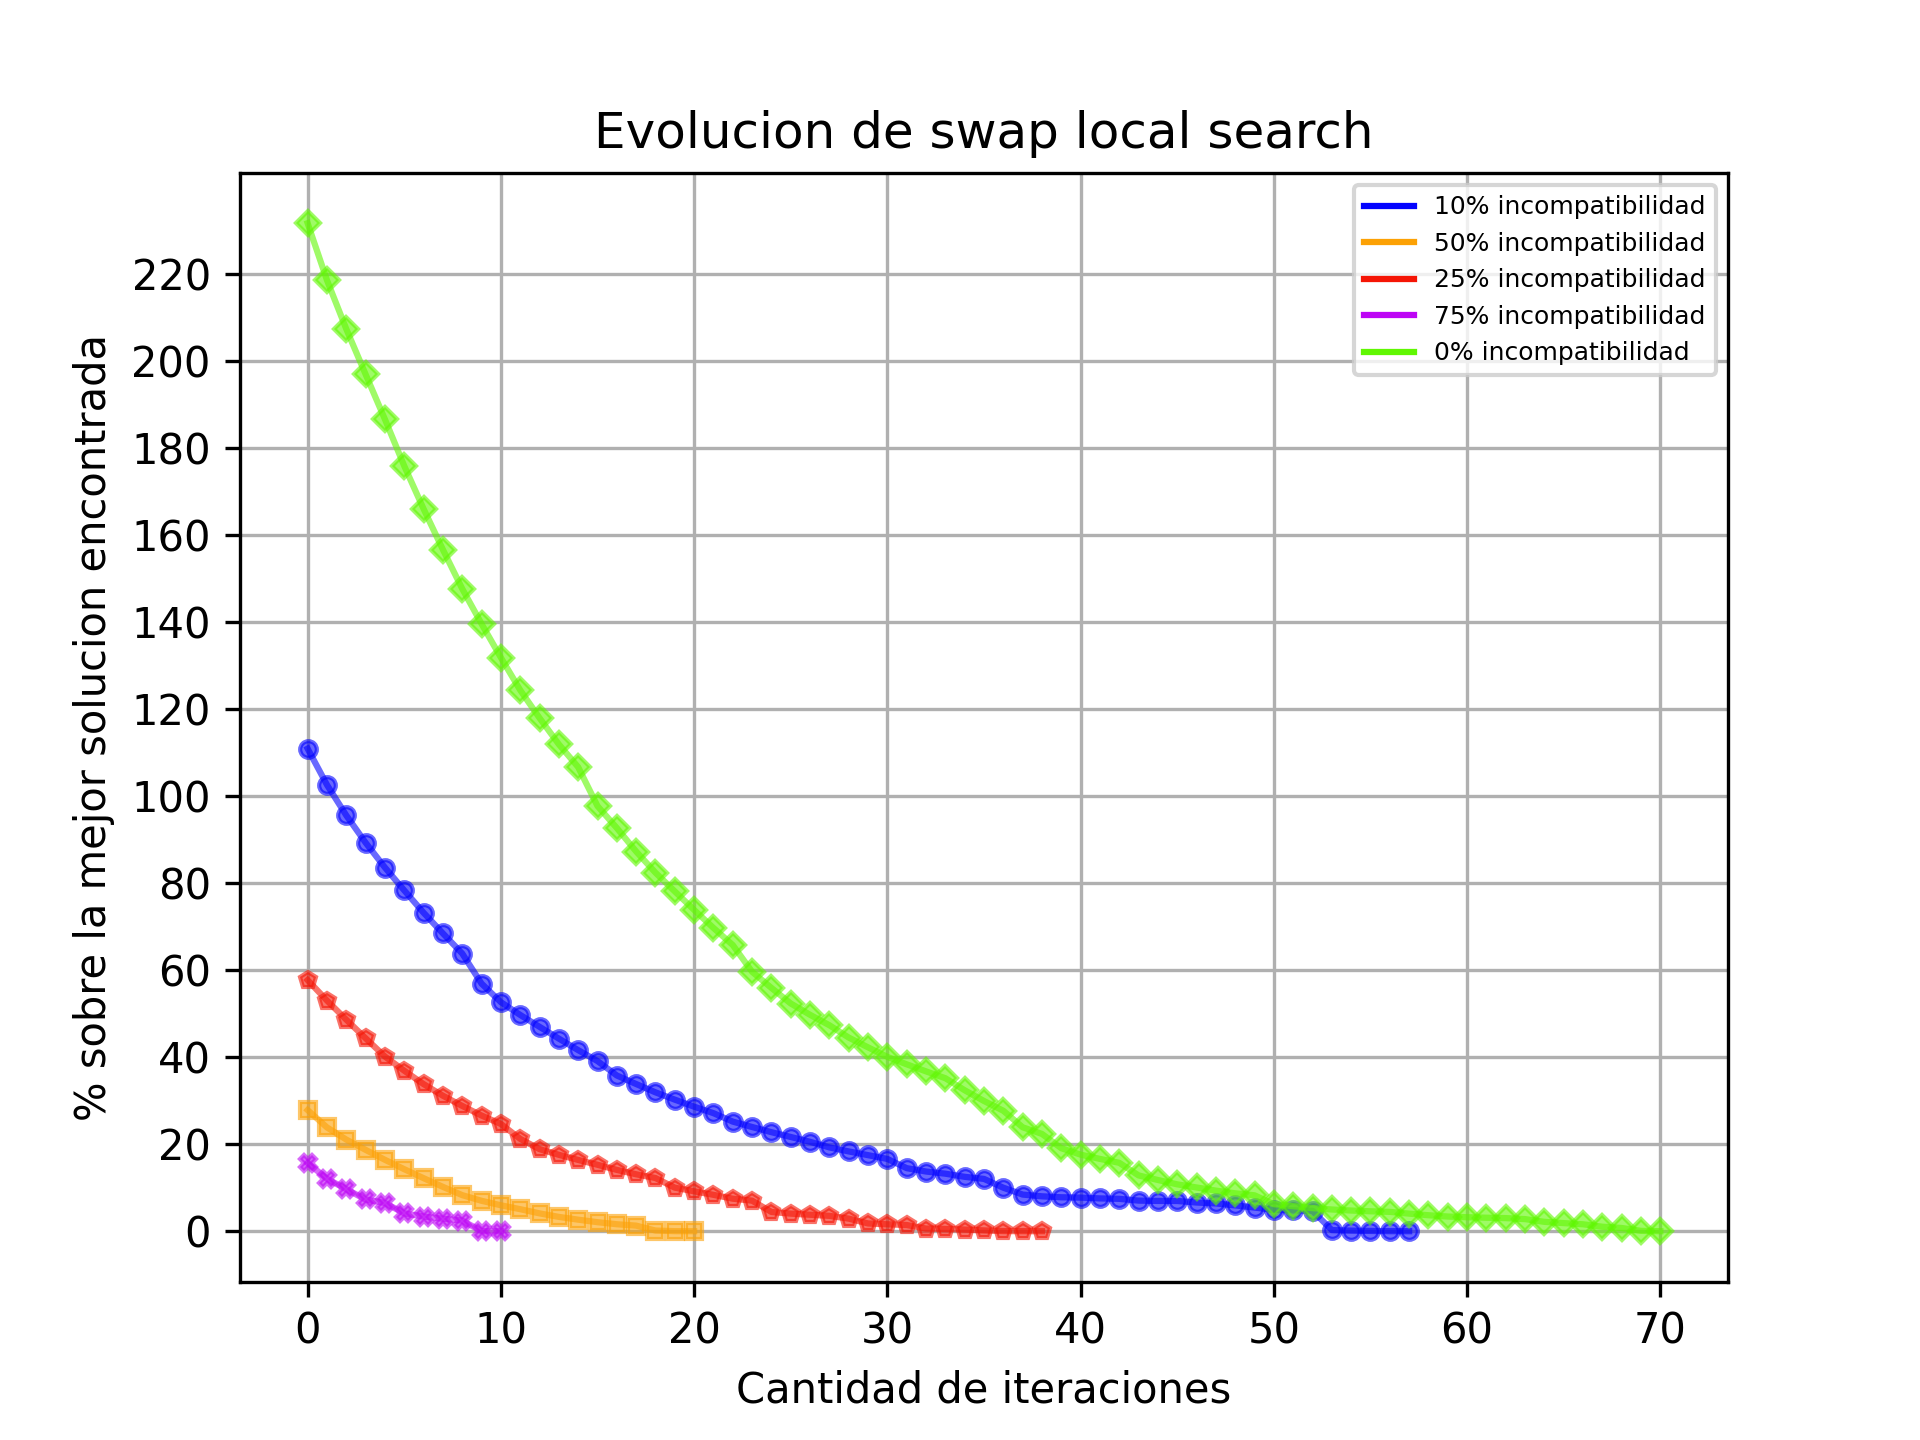 Evolucion de swap local search
10% incompatibilidad
50% incompatibilidad
25% incompatibilidad
75% incompatibilidad
0% incompatibilidad
% sobre la mejor solucion encontrada
220
200
180
160
140
120
100
80
60
40
20
0
0 10 20 30 40 50 60 70
Cantidad de iteraciones